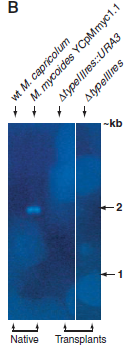 B
wt M. capricolum
M. mycoides YCpMmyc1.1
ΔtypeIIIres::URA3
ΔtypeIIIres
~kb
2
1
Native Transplants